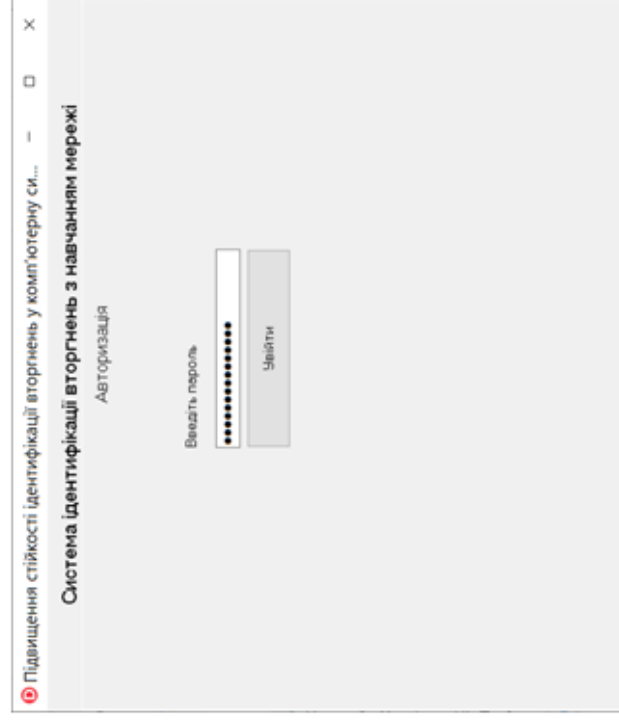 Підвищення стійкості ідентифікації вторгнень у комп'ютерну си...
Система ідентифікації вторгнень з навчанням мережі
Авторизація
Введіть пароль
Увійти